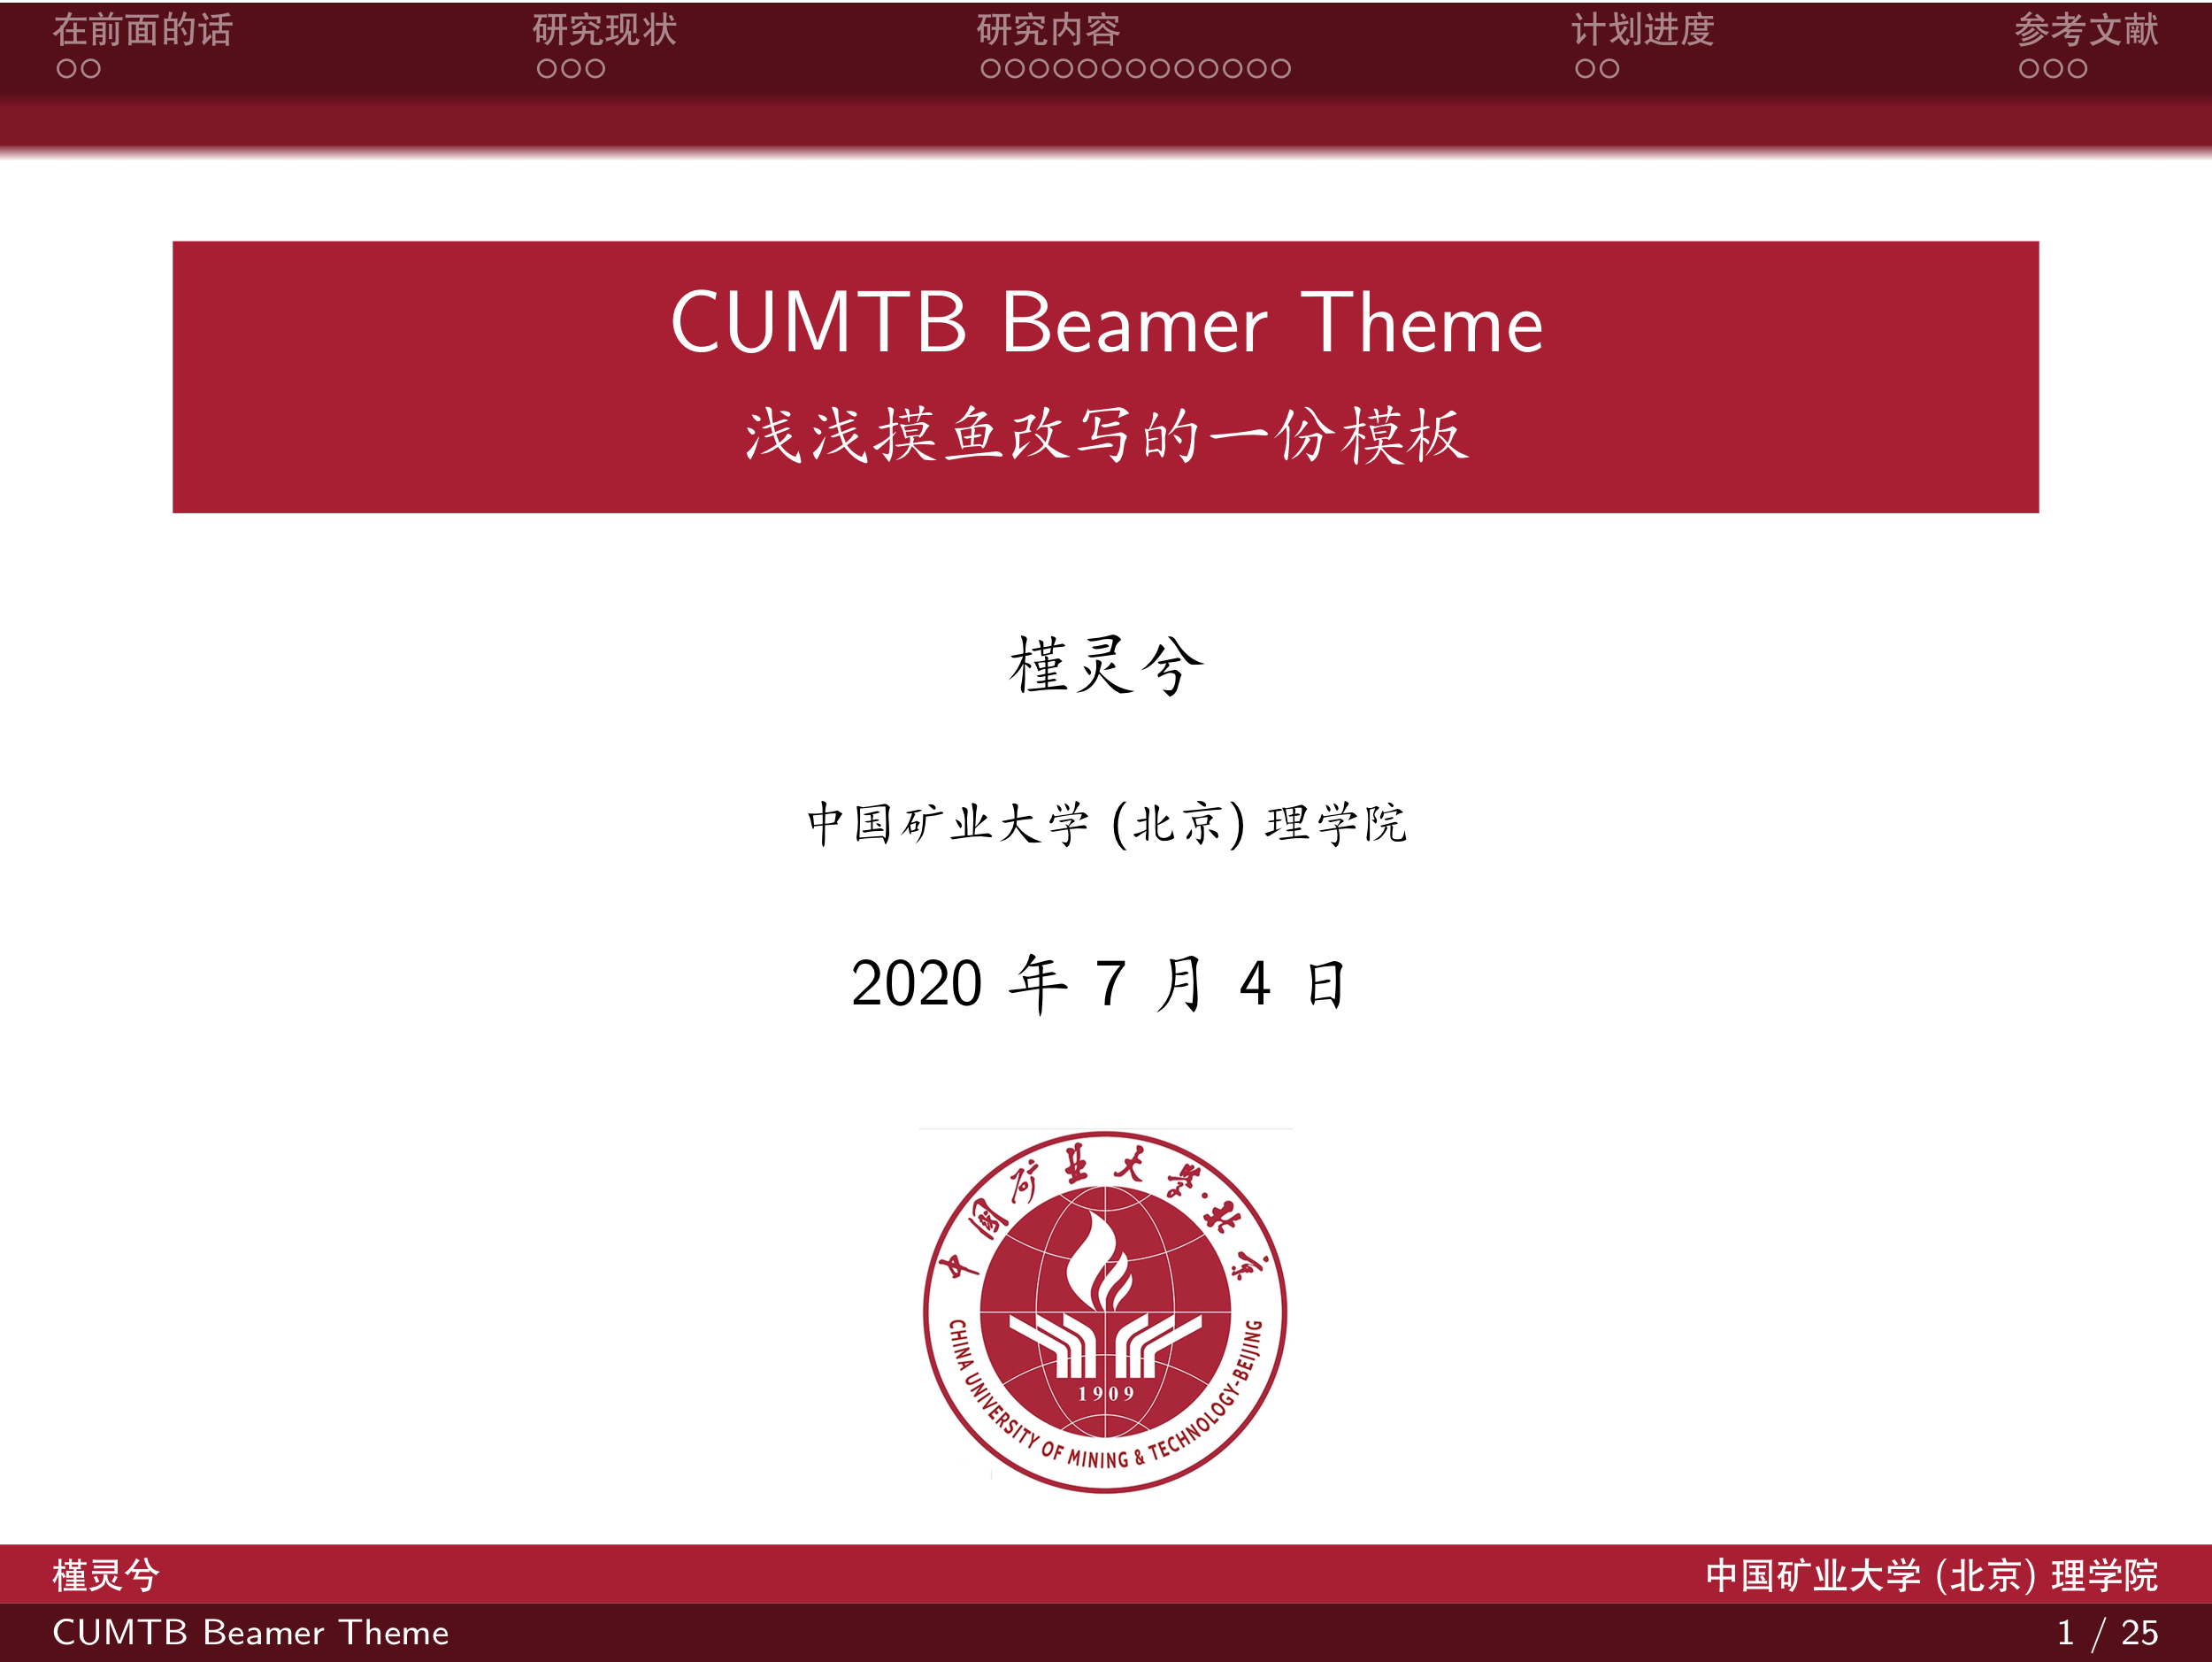 在前面的话 研究现状 研究内容 计划进度 参考文献
CUMTB Beamer Theme
浅浅摸鱼改写的一份模板
槿灵兮
中国矿业大学 (北京) 理学院
2020 年 7 月 4 日
中国矿业大学·北京
1909
CHINA UNIVERSITY OF MINING & TECHNOLOGY-BEIJING
槿灵兮 中国矿业大学 (北京) 理学院
CUMTB Beamer Theme 1 / 25